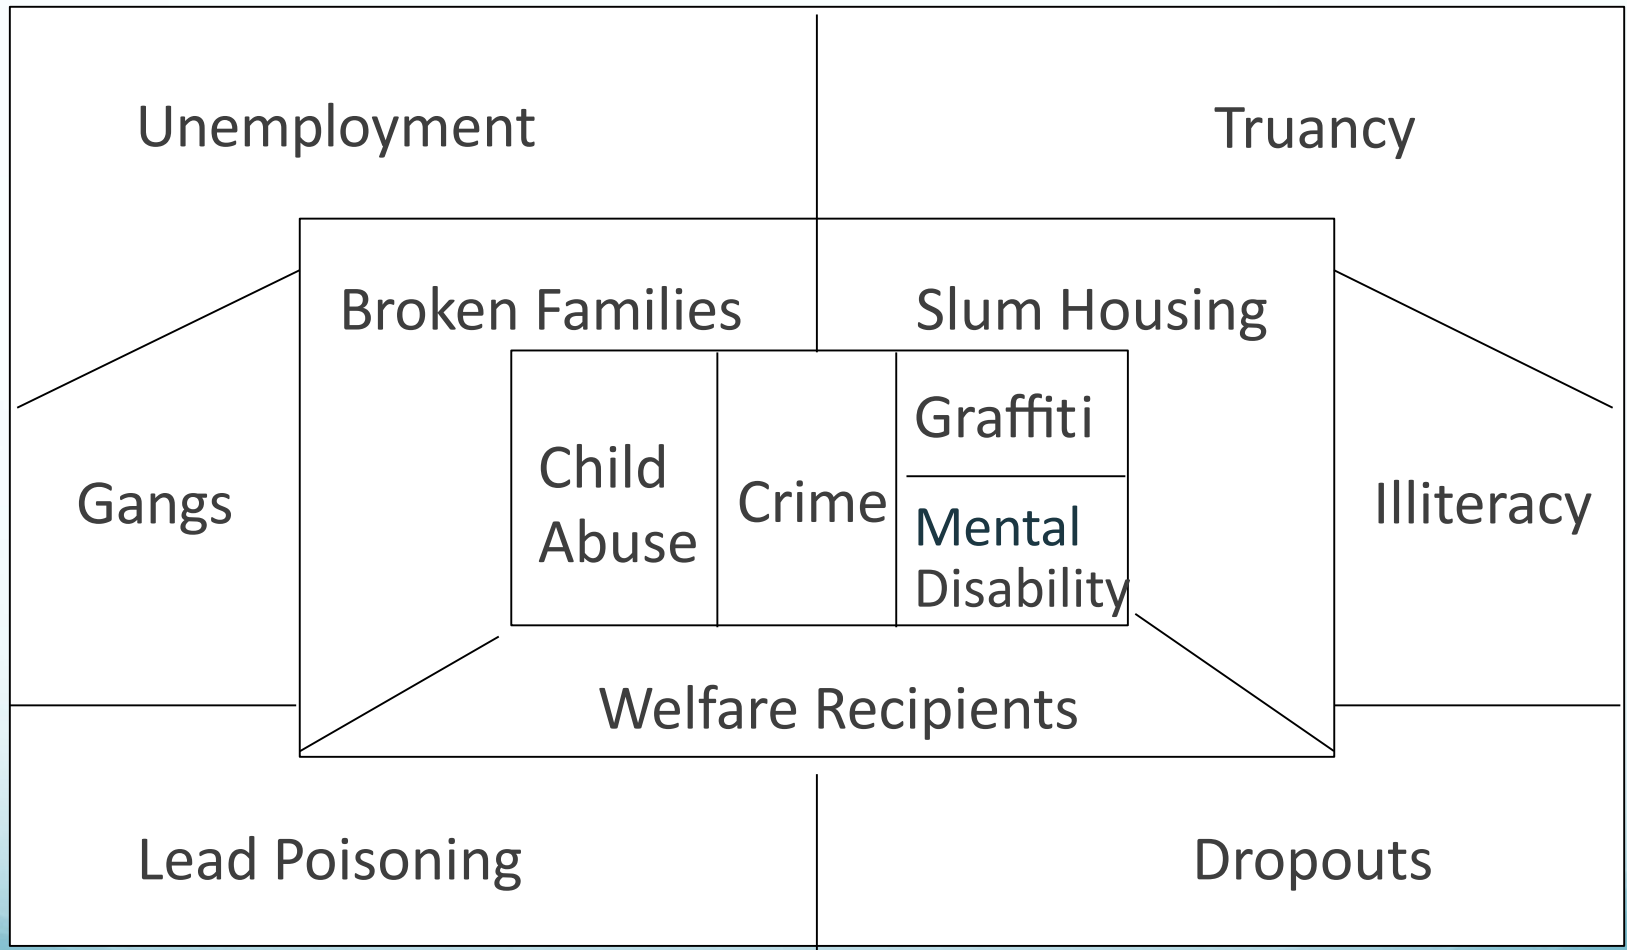 Unemployment
Truancy
Broken Families
Slum Housing
Gangs
Child
Abuse
Crime
Graffiti
Mental
Disability
Illiteracy
Welfare Recipients
Lead Poisoning
Dropouts